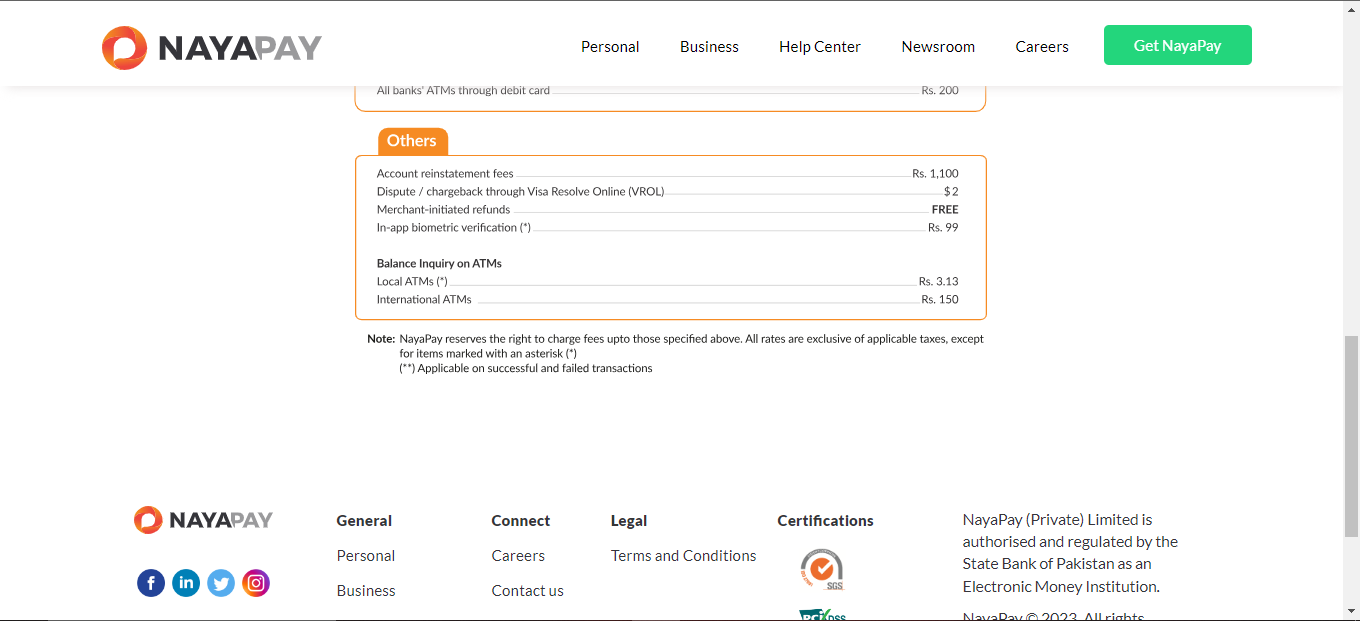 NAYAPAY
Personal Business Help Center Newsroom Careers Get NayaPay
All banks' ATMs through debit card Rs. 200
Others
Account reinstatement fees Rs. 1,100
Dispute / chargeback through Visa Resolve Online (VROL) $ 2
Merchant-initiated refunds FREE
In-app biometric verification (*) Rs. 99
Balance Inquiry on ATMs
Local ATMs (*) Rs. 3.13
International ATMs Rs. 150
Note: NayaPay reserves the right to charge fees upto those specified above. All rates are exclusive of applicable taxes, except
for items marked with an asterisk (*)
(**) Applicable on successful and failed transactions
NAYAPAY
f in
General
Personal
Business
Connect
Careers
Contact us
Legal
Terms and Conditions
Certifications
SGS
PCI DSS
NayaPay (Private) Limited is
authorised and regulated by the
State Bank of Pakistan as an
Electronic Money Institution.
NayaPay © 2023. All rights